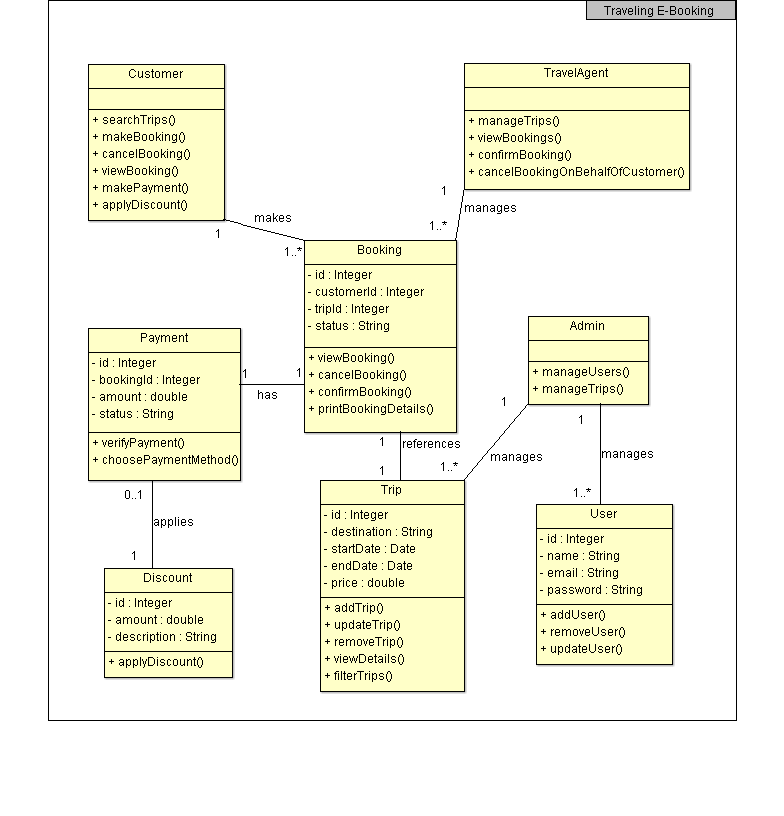 Traveling E-Booking
Customer
+ searchTrips()
+ makeBooking()
+ cancelBooking()
+ viewBooking()
+ makePayment()
+ applyDiscount()
TravelAgent
+ manageTrips()
+ viewBookings()
+ confirmBooking()
+ cancelBookingOnBehalfOfCustomer()
makes
1
1..*
1
manages
1..*
Booking
- id : Integer
- customerId : Integer
- tripId : Integer
- status : String
+ viewBooking()
+ cancelBooking()
+ confirmBooking()
+ printBookingDetails()
Payment
- id : Integer
- bookingId : Integer
- amount : double
- status : String
+ verifyPayment()
+ choosePaymentMethod()
1
1
has
Admin
+ manageUsers()
+ manageTrips()
1
references
1
1
manages
1..*
1
manages
1..*
0..1
applies
1
Discount
- id : Integer
- amount : double
- description : String
+ applyDiscount()
Trip
- id : Integer
- destination : String
- startDate : Date
- endDate : Date
- price : double
+ addTrip()
+ updateTrip()
+ removeTrip()
+ viewDetails()
+ filterTrips()
User
- id : Integer
- name : String
- email : String
- password : String
+ addUser()
+ removeUser()
+ updateUser()